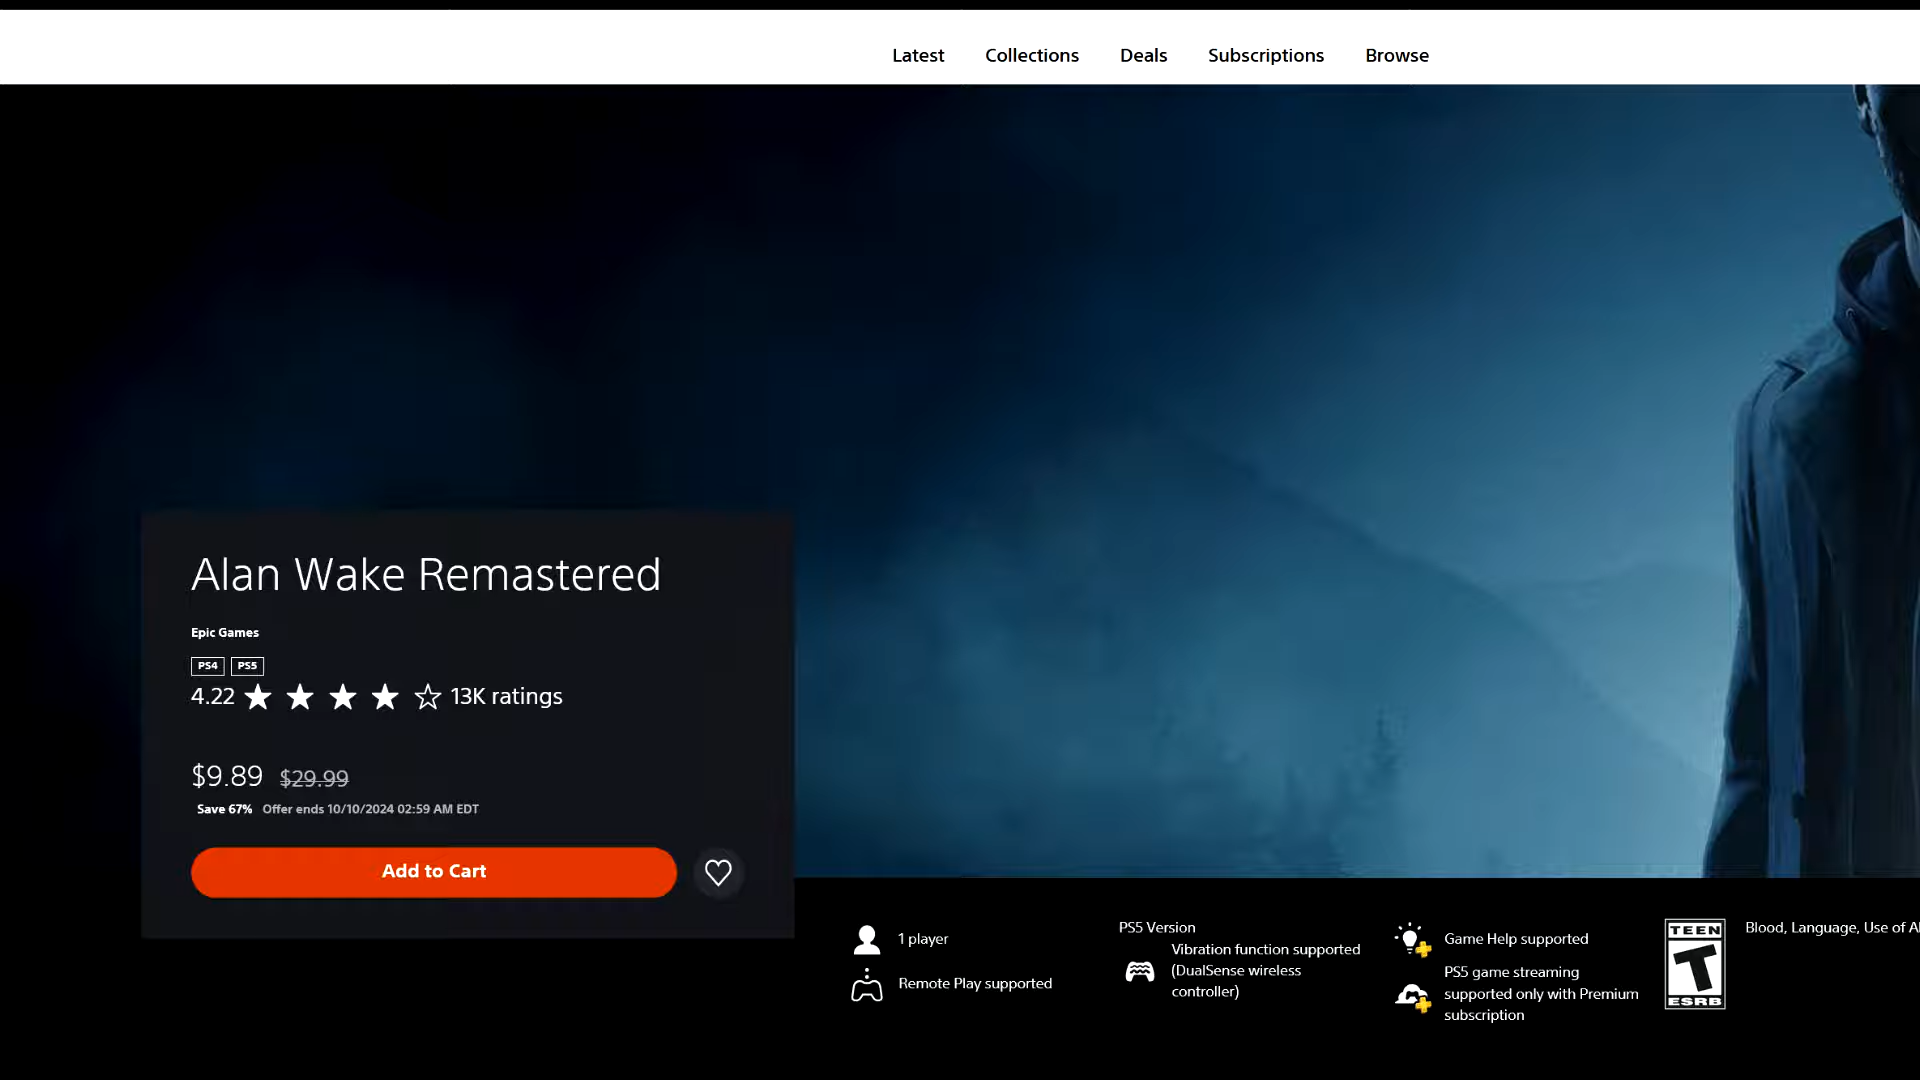 Latest Collections Deals Subscriptions Browse
Alan Wake Remastered
Epic Games
PS4 PS5
4.22 13K ratings
$9.89 $29.99
Save 67% Offer ends 10/10/2024 02:59 AM EDT
Add to Cart
1 player
Remote Play supported
PS5 Version
Vibration function supported
(DualSense wireless
controller)
Game Help supported
PS5 game streaming
supported only with Premium
subscription
TEEN
T
ESRB
Blood, Language, Use of